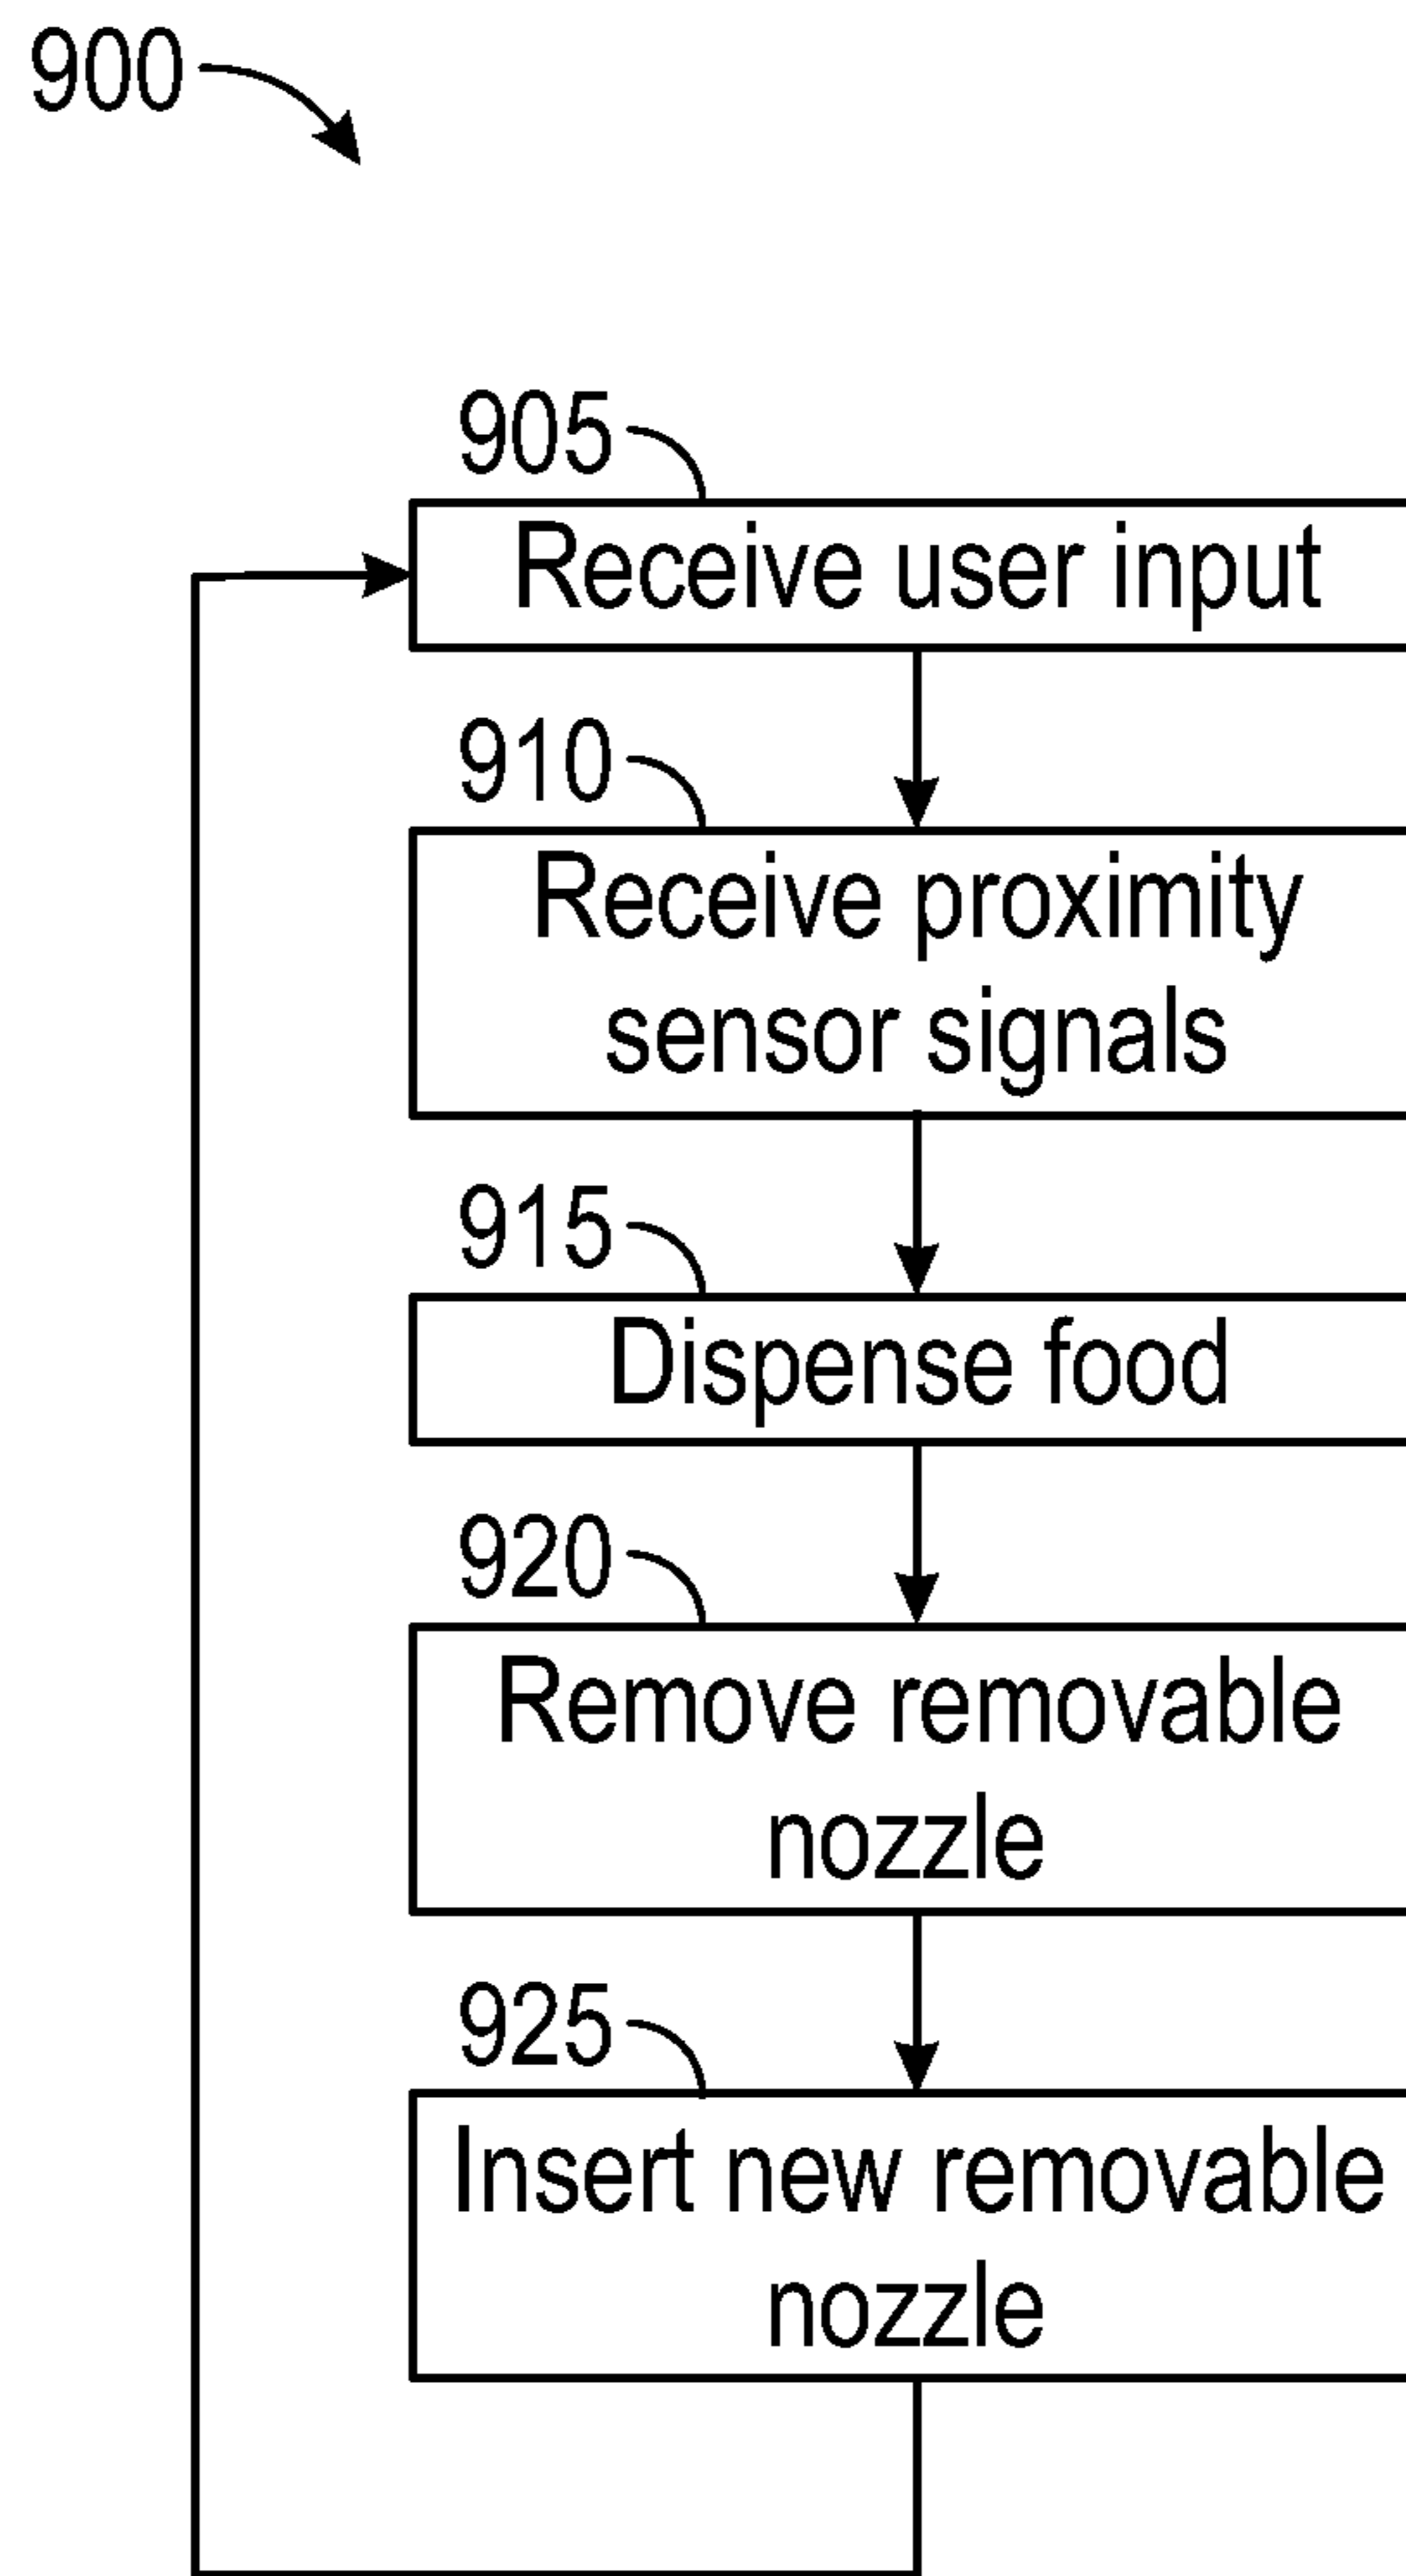 900
905
Receive user input
910
Receive proximity
sensor signals
915
Dispense food
920
Remove removable
nozzle
925
Insert new removable
nozzle